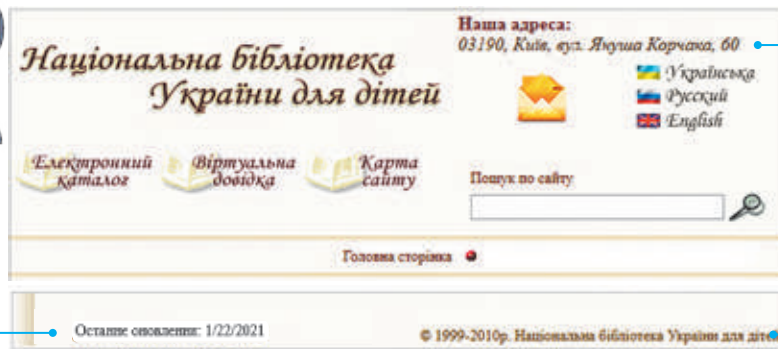 Наша адреса:
03190, Київ, вул. Януша Корчака, 60
Національна бібліотека
України для дітей
Українська
Русский
English
Електронний
каталог
Віртуальна
довідка
Карта
сайту
Пошук по сайту
Головна сторінка
Останнє оновлення: 1/22/2021
© 1999-2010р. Національна бібліотека України для дітей